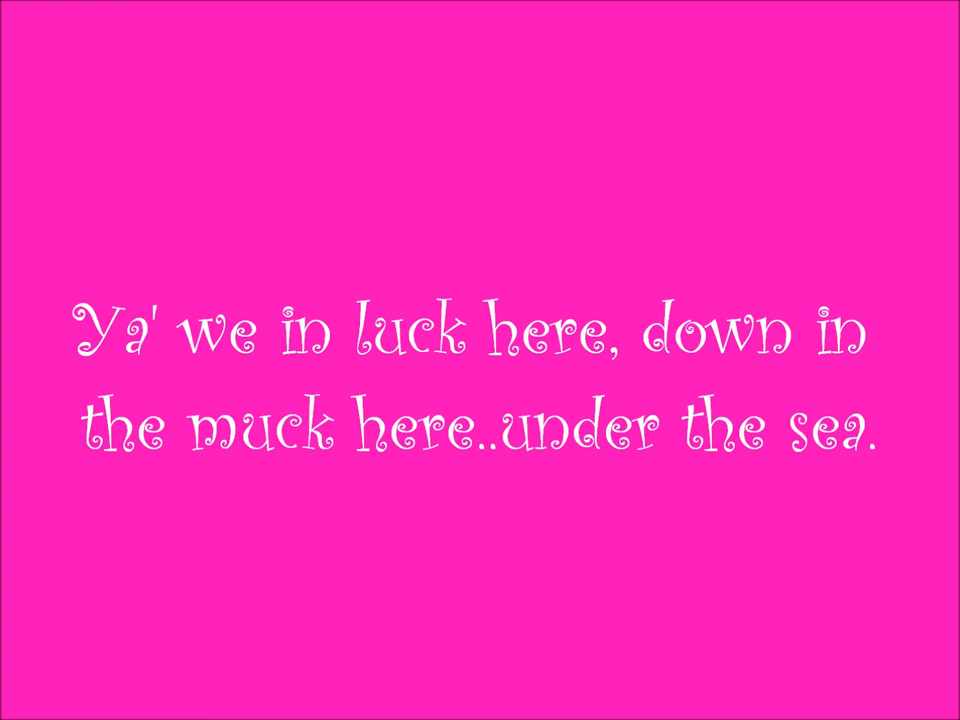 Ya' we in luck here, down in
the muck here..under the sea.